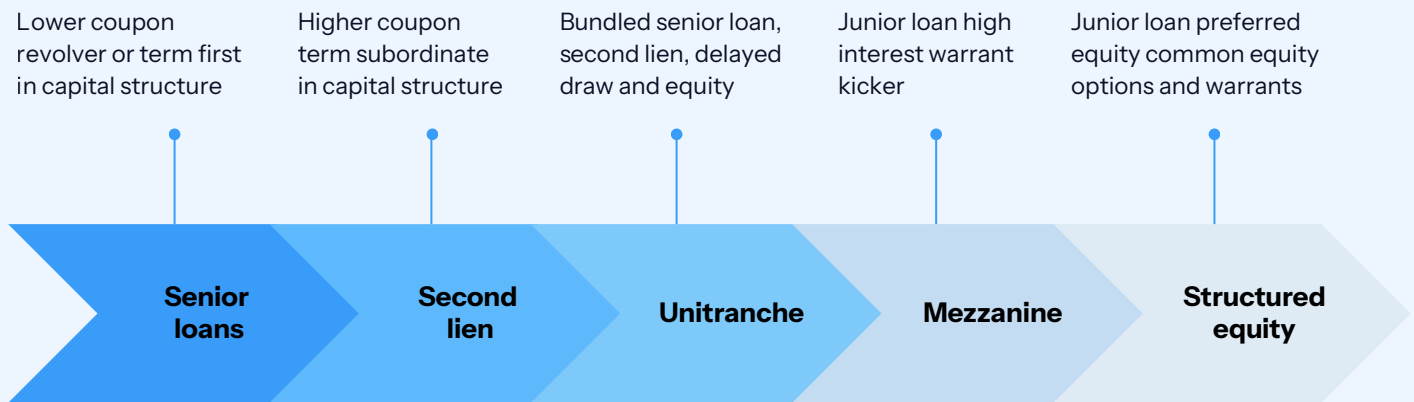 Lower coupon
revolver or term first
in capital structure
Higher coupon
term subordinate
in capital structure
Bundled senior loan,
second lien, delayed
draw and equity
Junior loan high
interest warrant
kicker
Junior loan preferred
equity common equity
options and warrants
Senior
loans
Second
lien
Unitranche
Mezzanine
Structured
equity